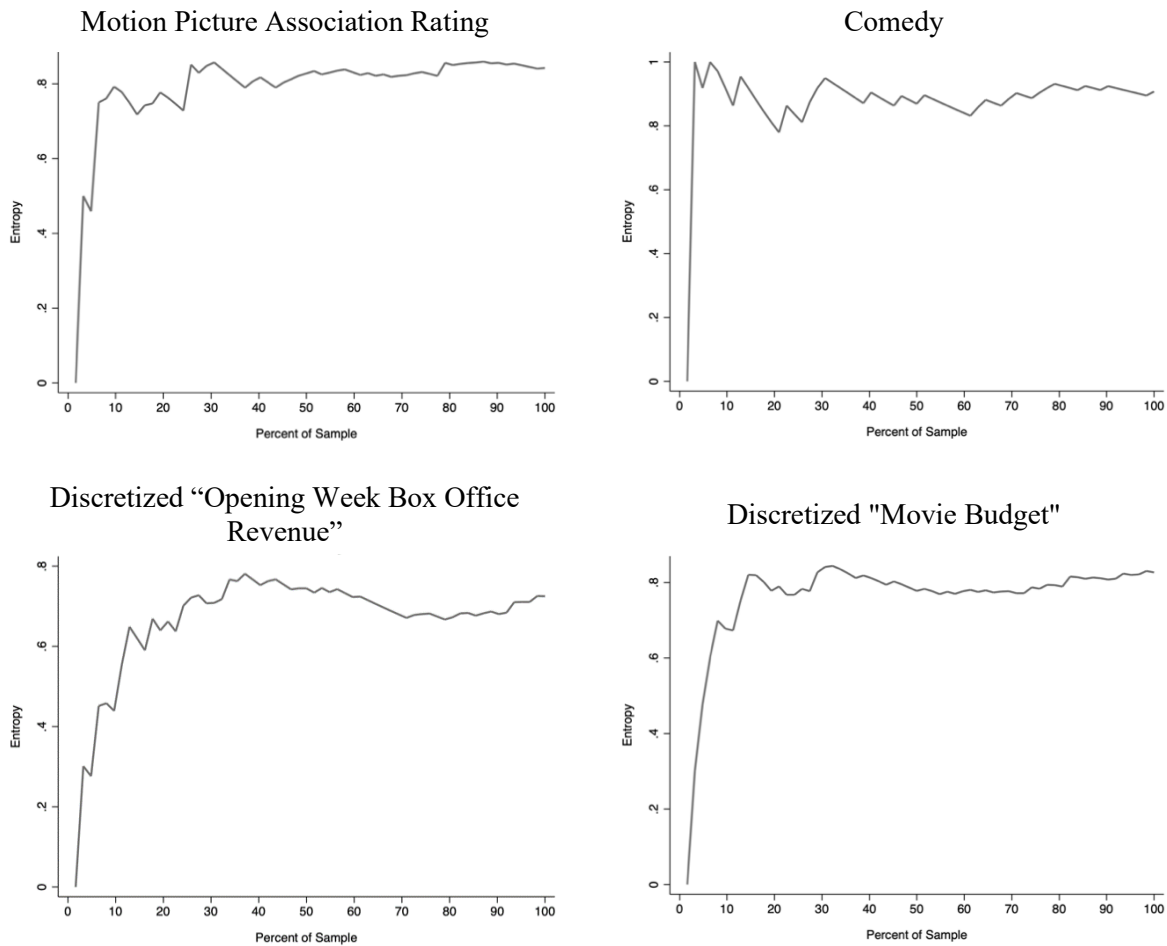 Motion Picture Association Rating
Entropy
.8
.6
.4
.2
0
0 10 20 30 40 50 60 70 80 90 100
Percent of Sample
Comedy
Entropy
1
.8
.6
.4
.2
0
0 10 20 30 40 50 60 70 80 90 100
Percent of Sample
Discretized “Opening Week Box Office
Revenue”
Entropy
.8
.6
.4
.2
0
0 10 20 30 40 50 60 70 80 90 100
Percent of Sample
Discretized "Movie Budget"
Entropy
.8
.6
.4
.2
0
0 10 20 30 40 50 60 70 80 90 100
Percent of Sample